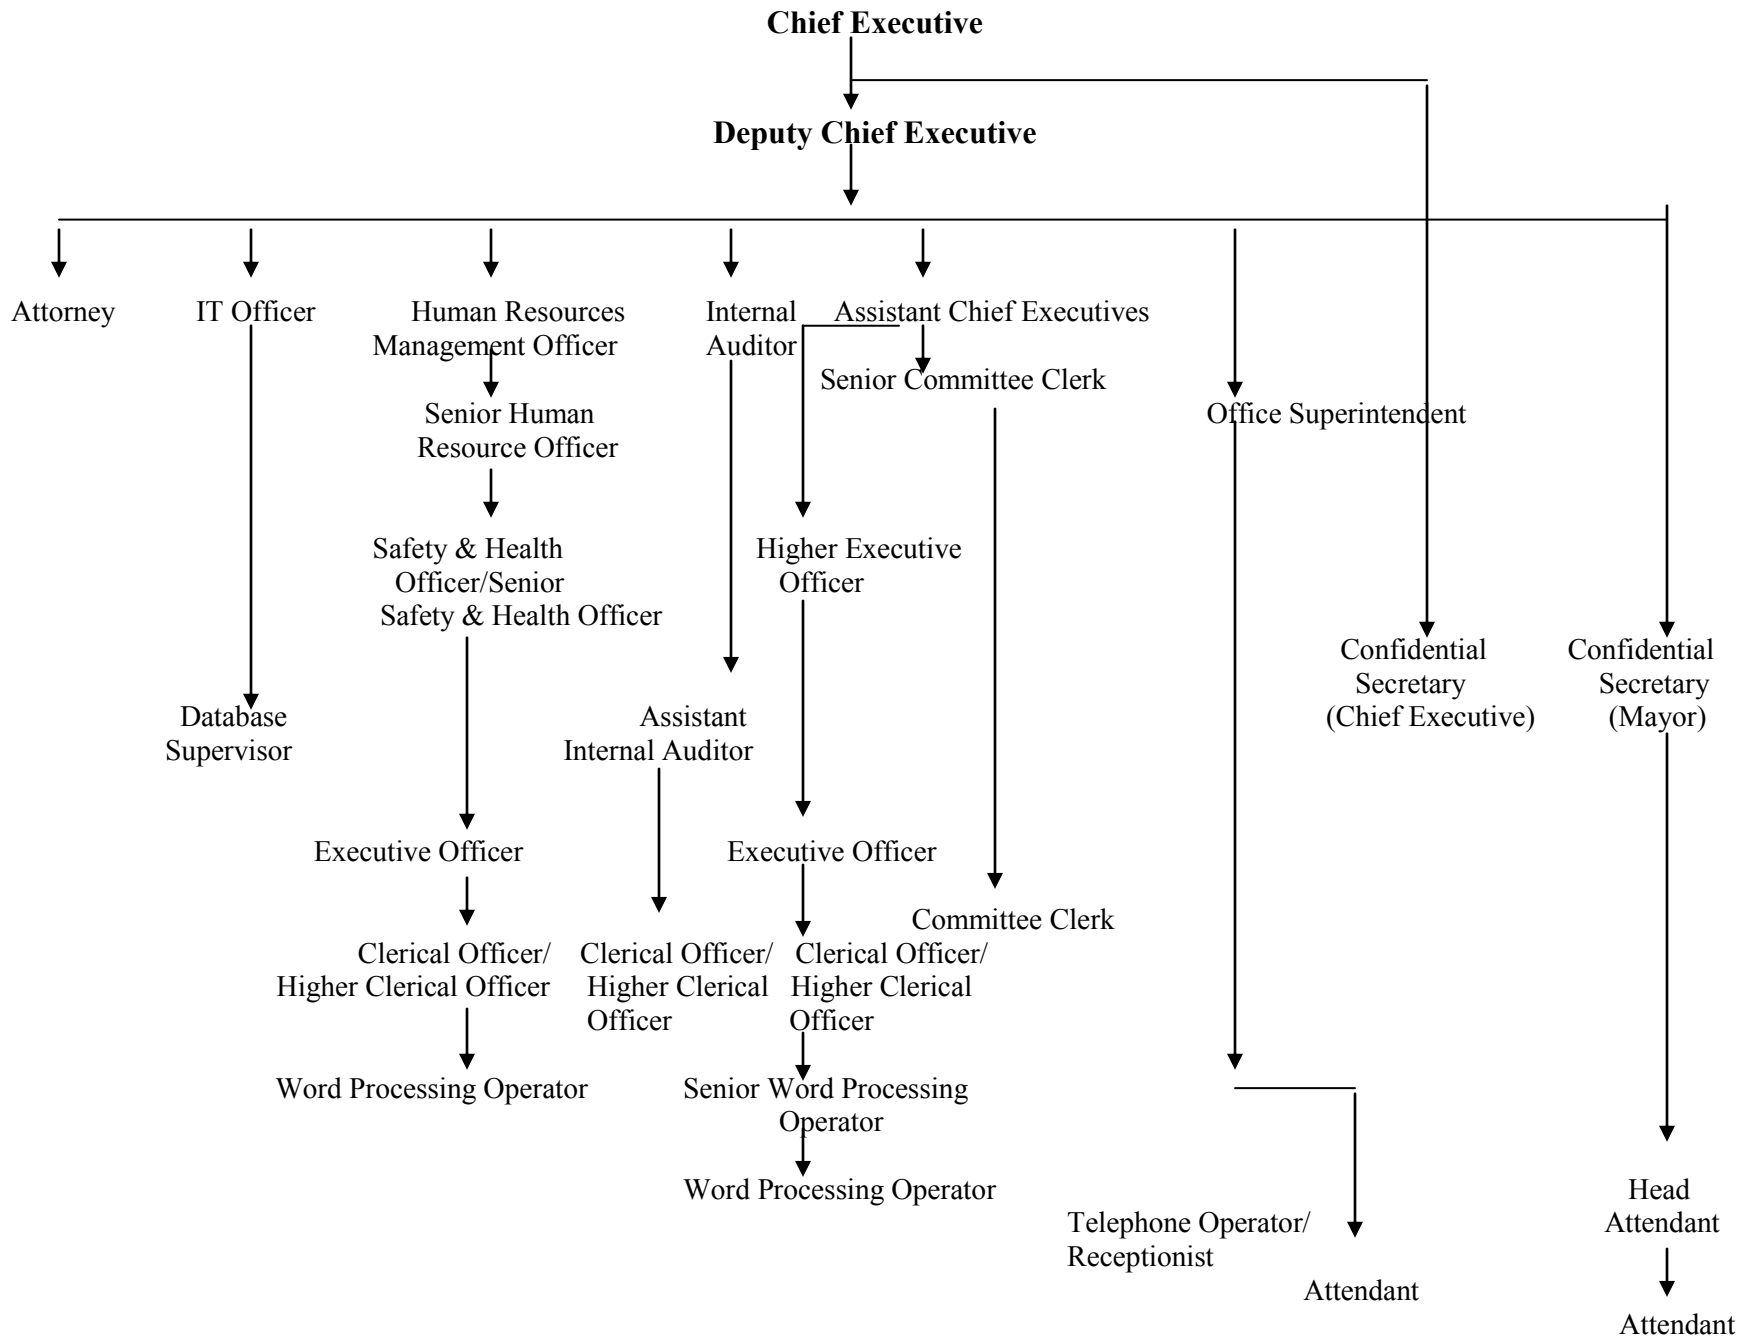 Chief Executive
Deputy Chief Executive
Attorney
IT Officer
Human Resources
Management Officer
Internal
Auditor
Assistant Chief Executives
Senior Committee Clerk
Senior Human
Resource Officer
Office Superintendent
Safety & Health
Officer/Senior
Safety & Health Officer
Higher Executive
Officer
Confidential
Secretary
(Chief Executive)
Confidential
Secretary
(Mayor)
Database
Supervisor
Assistant
Internal Auditor
Executive Officer
Executive Officer
Committee Clerk
Clerical Officer/
Higher Clerical Officer
Clerical Officer/
Higher Clerical
Officer
Clerical Officer/
Higher Clerical
Officer
Word Processing Operator
Senior Word Processing
Operator
Word Processing Operator
Telephone Operator/
Receptionist
Attendant
Head
Attendant
Attendant